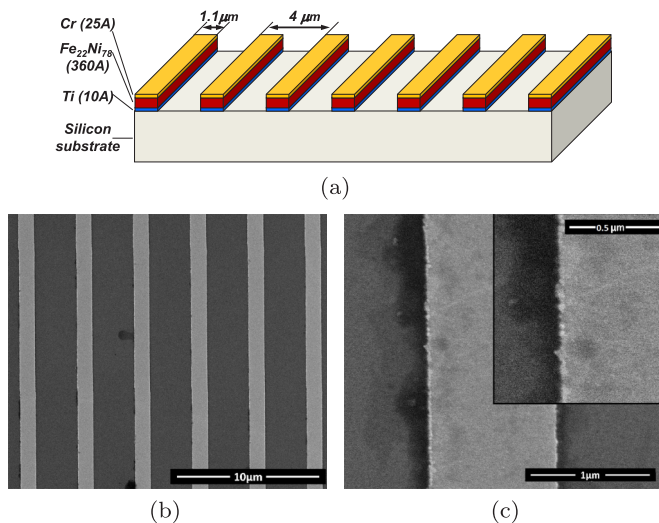 Cr (25A)
1.1μm
4 μm
Fe₂₂Ni₇₈
(360A)
Ti (10A)
Silicon
substrate
(a)
0.5 μm
10μm
1μm
(b)
(c)